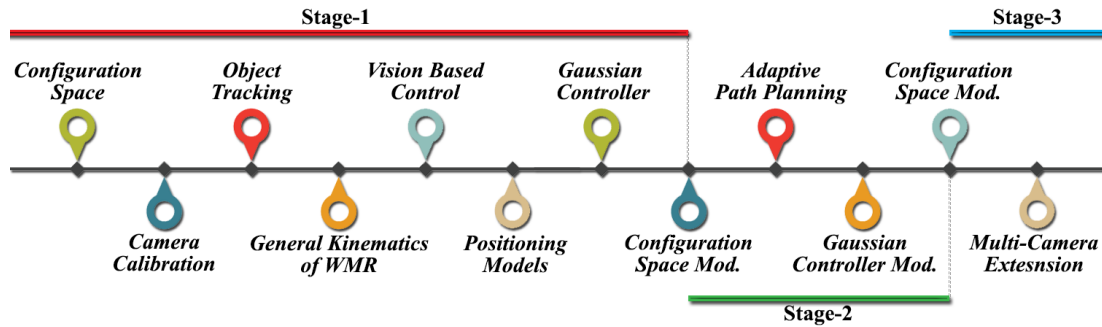 Stage-1
Stage-3
Configuration
Space
Object
Tracking
Vision Based
Control
Gaussian
Controller
Adaptive
Path Planning
Configuration
Space Mod.
Camera
Calibration
General Kinematics
of WMR
Positioning
Models
Configuration
Space Mod.
Gaussian
Controller Mod.
Multi-Camera
Extesnsion
Stage-2